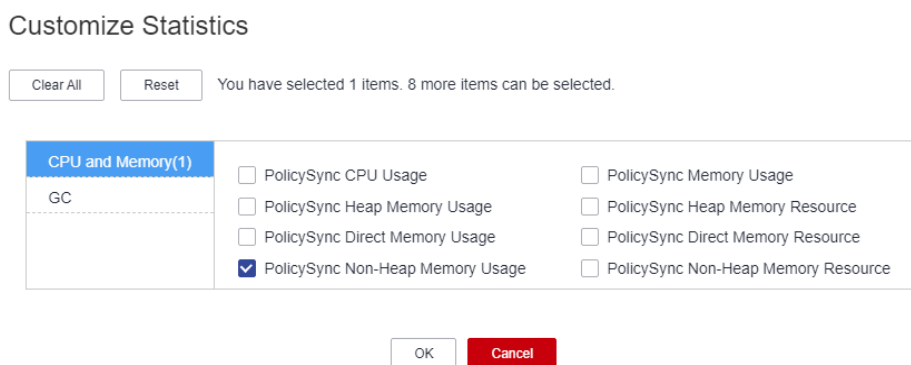 Customize Statistics
Clear All Reset You have selected 1 items. 8 more items can be selected.
CPU and Memory(1)
GC
PolicySync CPU Usage PolicySync Memory Usage
PolicySync Heap Memory Usage PolicySync Heap Memory Resource
PolicySync Direct Memory Usage PolicySync Direct Memory Resource
PolicySync Non-Heap Memory Usage PolicySync Non-Heap Memory Resource
OK Cancel